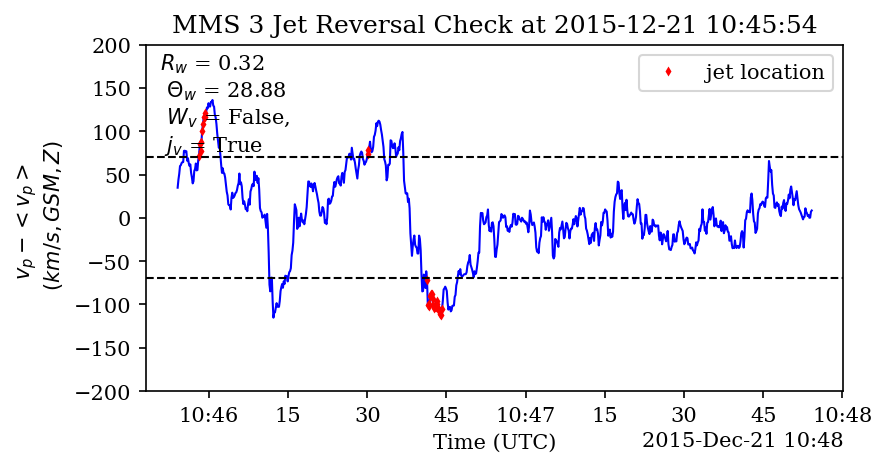 MMS 3 Jet Reversal Check at 2015-12-21 10:45:54
R_w = 0.32
Θ_w = 28.88
W_v = False,
j_v = True
jet location
200
150
100
50
0
−50
−100
−150
−200
v_p − < v_p >
(km/s, GSM, Z)
10:46 15 30 45 10:47 15 30 45 10:48
Time (UTC)
2015-Dec-21 10:48